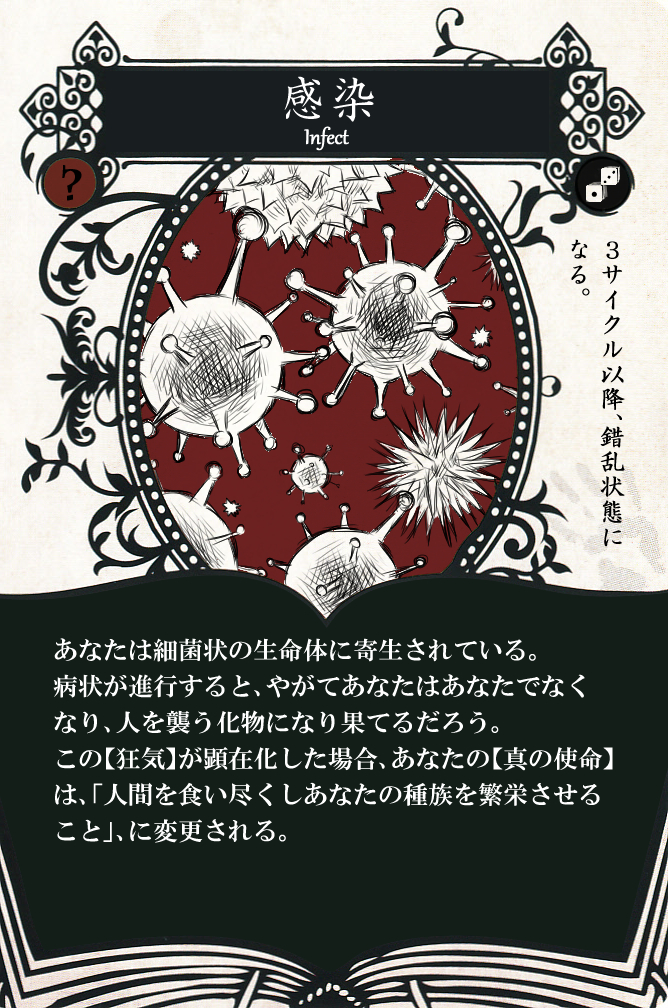 感染
Infect
?
3サイクル以降、錯乱状態に
なる。
あなたは細菌状の生命体に寄生されている。
病状が進行すると、やがてあなたはあなたでなく
なり、人を襲う化物になり果てるだろう。
この【狂気】が顕在化した場合、あなたの【真の使命】
は、「人間を食い尽くしあなたの種族を繁栄させる
こと」、に変更される。